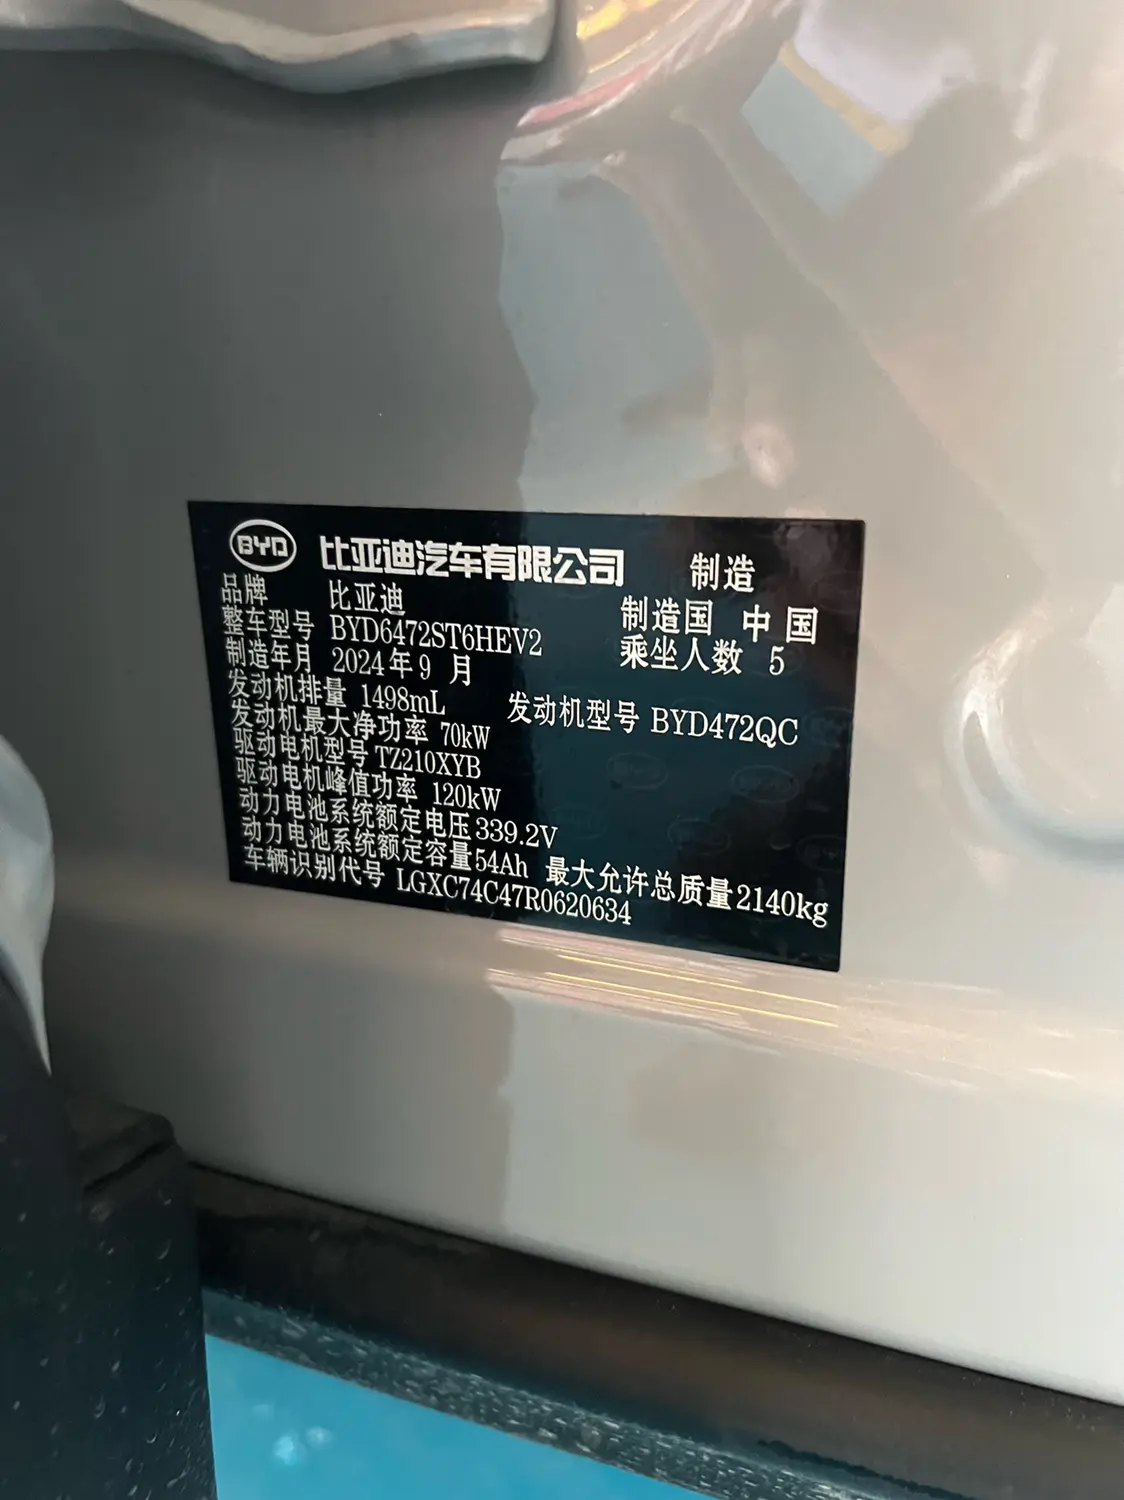 BYD 比亚迪汽车有限公司 制造
品牌 比亚迪 制造国 中国
整车型号 BYD6472ST6HEV2 乘坐人数 5
制造年月 2024年9月
发动机排量 1498mL 发动机型号 BYD472QC
发动机最大净功率 70kW
驱动电机型号 TZ210XYB
驱动电机峰值功率 120kW
动力电池系统额定电压 339.2V
动力电池系统额定容量 54Ah 最大允许总质量 2140kg
车辆识别代号 LGXC74C47R0620634